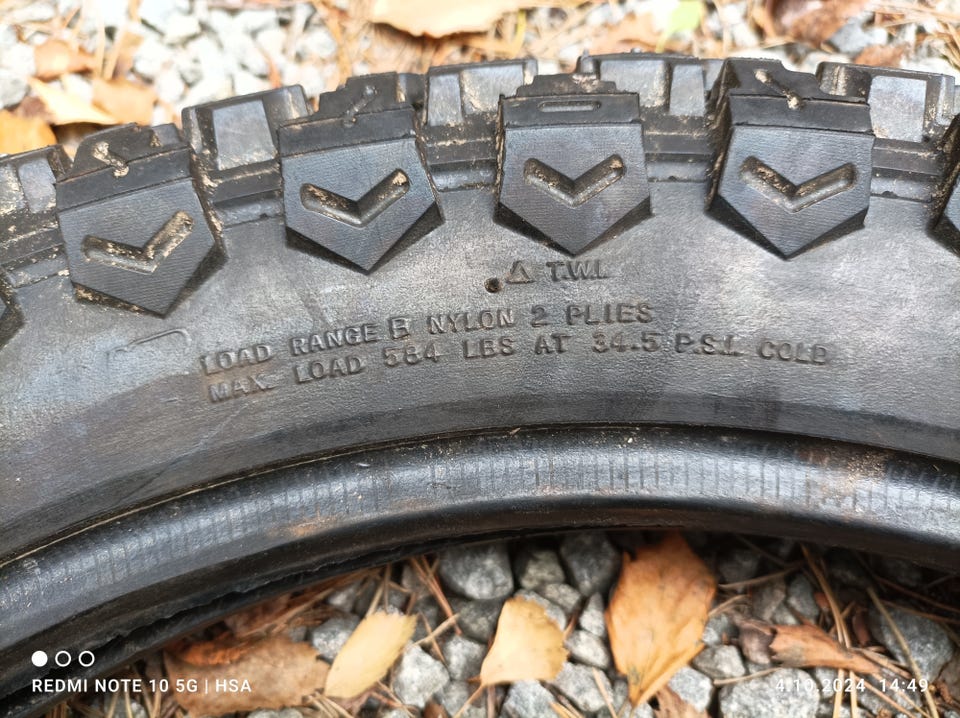 △ T.W.I.
LOAD RANGE B NYLON 2 PLIES
MAX. LOAD 584 LBS AT 34.5 P.S.I. COLD
REDMI NOTE 10 5G | HSA
4.10.2024 14:49